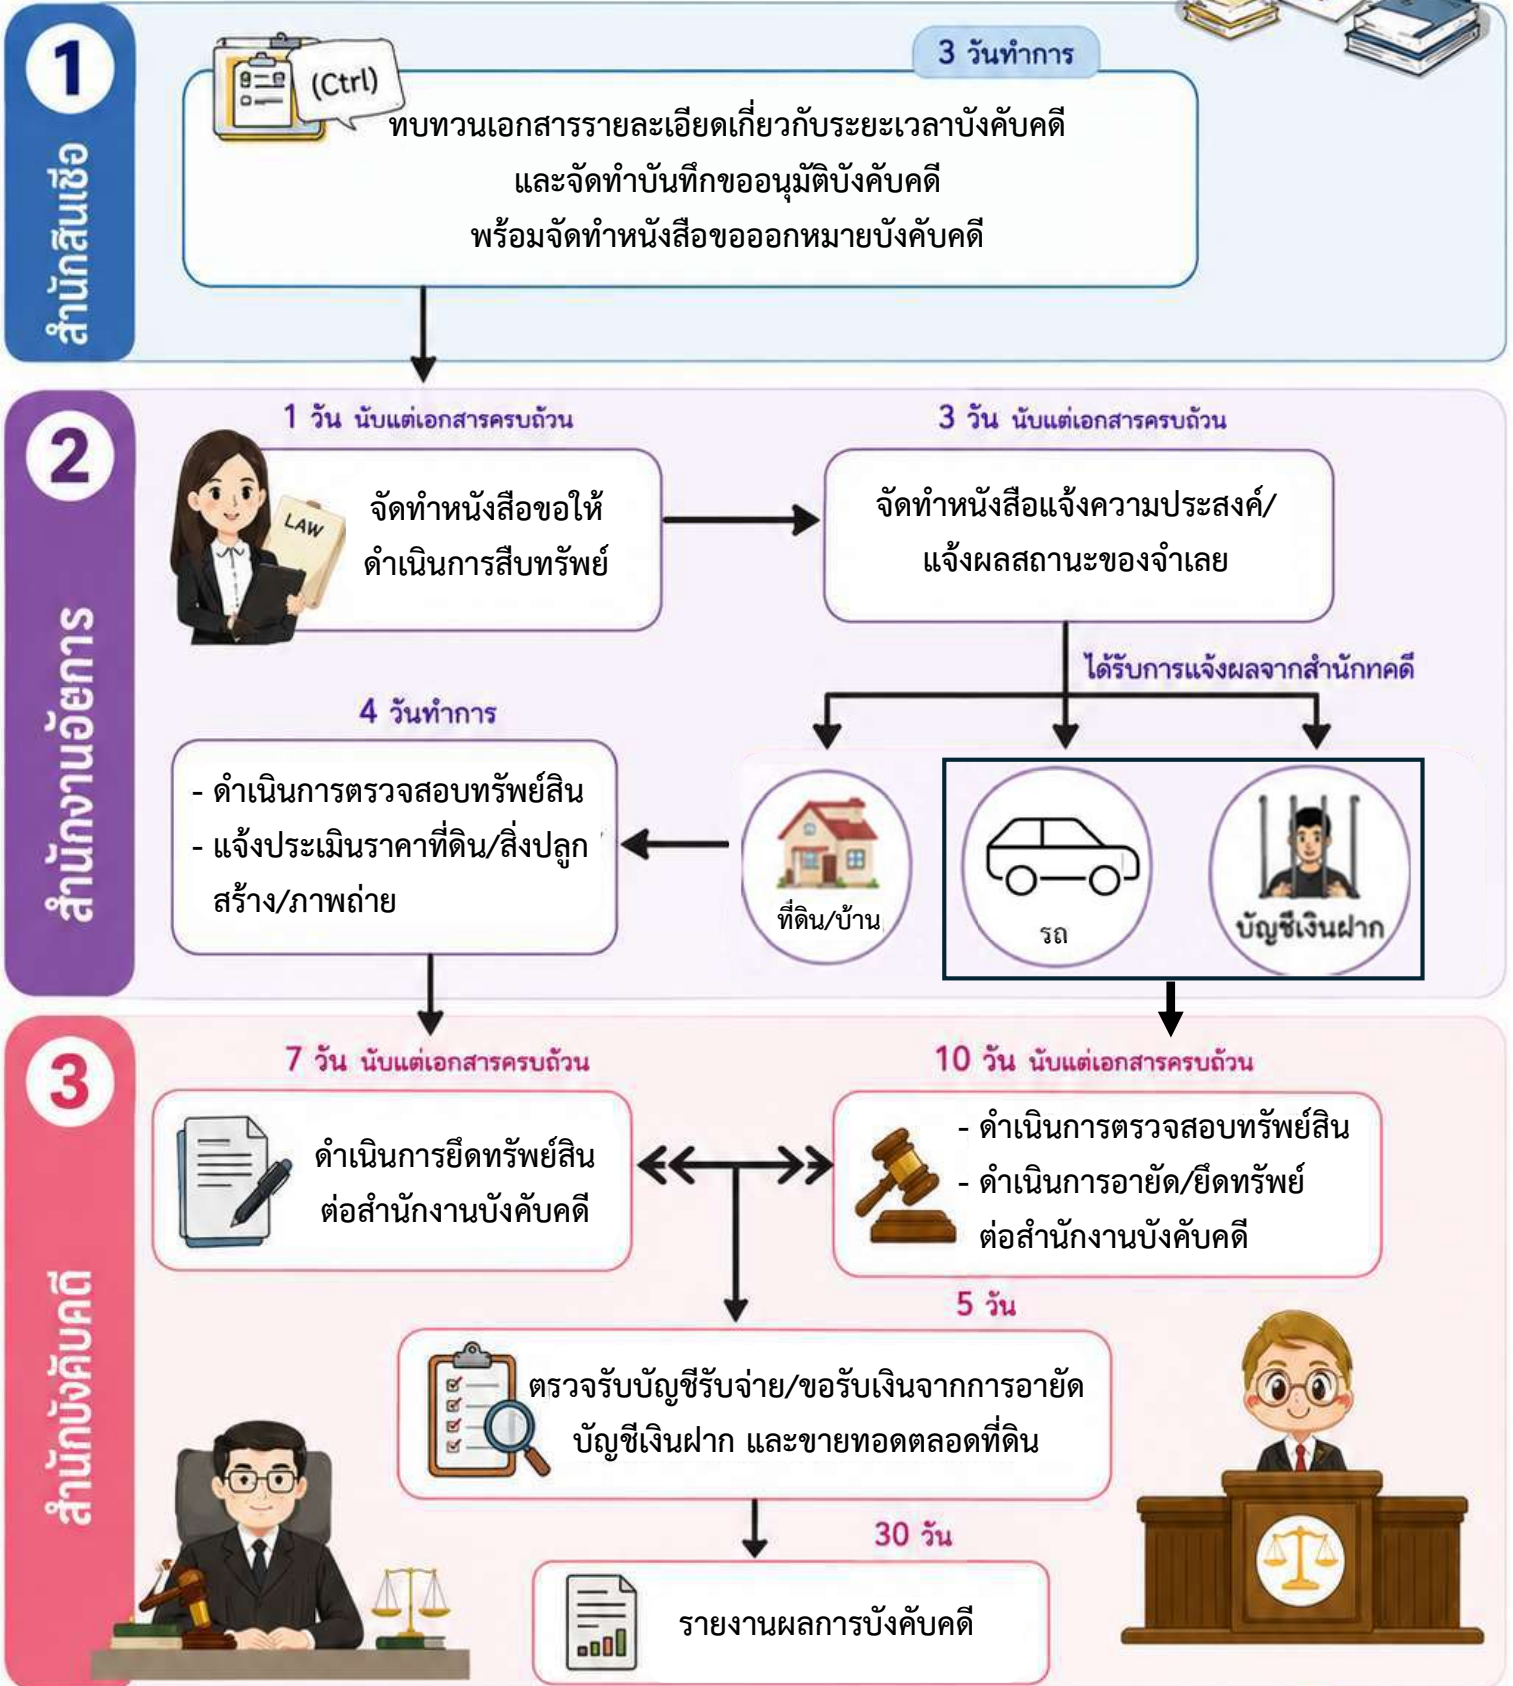 1
สำนักสินเชื่อ
(Ctrl)
3 วันทำการ
ทบทวนเอกสารรายละเอียดเกี่ยวกับระยะเวลาบังคับคดี
และจัดทำบันทึกขออนุมัติบังคับคดี
พร้อมจัดทำหนังสือขอออกหมายบังคับคดี
2
สำนักงานอัยการ
1 วัน นับแต่เอกสารครบถ้วน
LAW
จัดทำหนังสือขอให้
ดำเนินการสืบทรัพย์
3 วัน นับแต่เอกสารครบถ้วน
จัดทำหนังสือแจ้งความประสงค์/
แจ้งผลสถานะของจำเลย
ได้รับการแจ้งผลจากสำนักทคดี
4 วันทำการ
- ดำเนินการตรวจสอบทรัพย์สิน
- แจ้งประเมินราคาที่ดิน/สิ่งปลูก
สร้าง/ภาพถ่าย
ที่ดิน/บ้าน
รถ
บัญชีเงินฝาก
3
สำนักบังคับคดี
7 วัน นับแต่เอกสารครบถ้วน
ดำเนินการยึดทรัพย์สิน
ต่อสำนักงานบังคับคดี
10 วัน นับแต่เอกสารครบถ้วน
- ดำเนินการตรวจสอบทรัพย์สิน
- ดำเนินการอายัด/ยึดทรัพย์
ต่อสำนักงานบังคับคดี
5 วัน
ตรวจรับบัญชีรับจ่าย/ขอรับเงินจากการอายัด
บัญชีเงินฝาก และขายทอดตลอดที่ดิน
30 วัน
รายงานผลการบังคับคดี